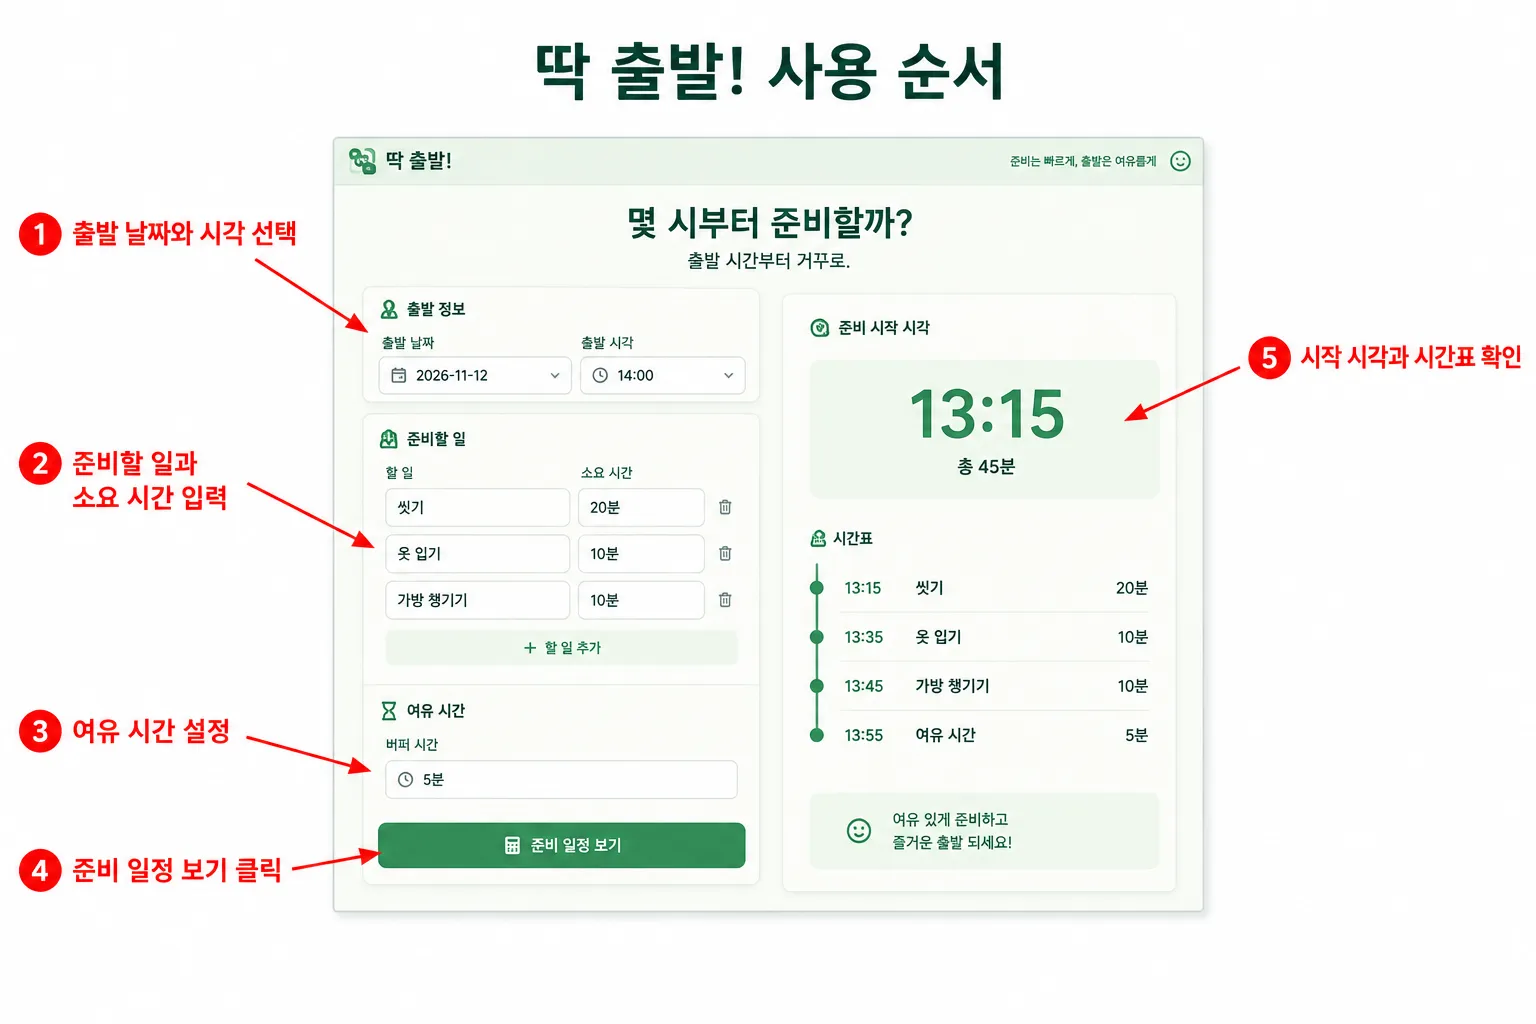 딱 출발! 사용 순서
딱 출발!
준비는 빠르게, 출발은 여유롭게
몇 시부터 준비할까?
출발 시간부터 거꾸로.
1 출발 날짜와 시각 선택
출발 정보
출발 날짜 출발 시각
2026-11-12 14:00
2 준비할 일과
소요 시간 입력
준비할 일
할 일 소요 시간
씻기 20분
옷 입기 10분
가방 챙기기 10분
+ 할 일 추가
3 여유 시간 설정
여유 시간
버퍼 시간
5분
4 준비 일정 보기 클릭
준비 일정 보기
5 시작 시각과 시간표 확인
준비 시작 시각
13:15
총 45분
시간표
13:15 씻기 20분
13:35 옷 입기 10분
13:45 가방 챙기기 10분
13:55 여유 시간 5분
여유 있게 준비하고
즐거운 출발 되세요!